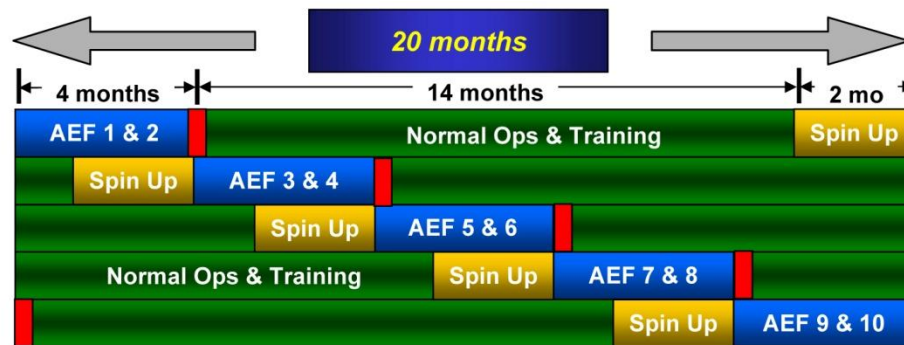 20 months
4 months 14 months 2 mo
AEF 1 & 2 Normal Ops & Training Spin Up
Spin Up AEF 3 & 4
Spin Up AEF 5 & 6
Normal Ops & Training Spin Up AEF 7 & 8
Spin Up AEF 9 & 10